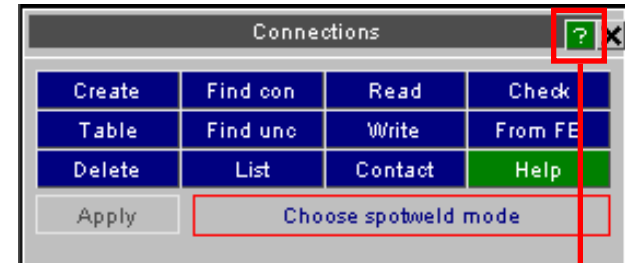 Connections ? X
Create Find con Read Check
Table Find unc Write From FE
Delete List Contact Help
Apply Choose spotweld mode